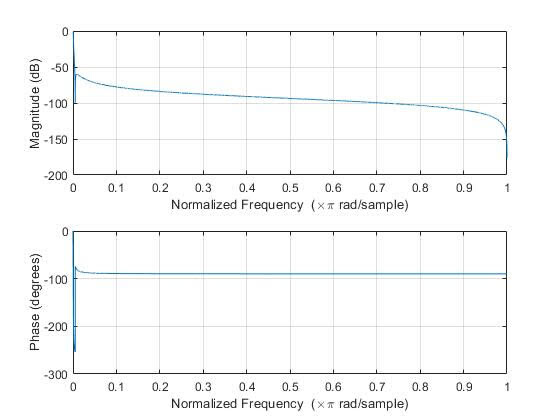 0
-50
-100
-150
-200
Magnitude (dB)
0 0.1 0.2 0.3 0.4 0.5 0.6 0.7 0.8 0.9 1
Normalized Frequency (×π rad/sample)
0
-100
-200
-300
Phase (degrees)
0 0.1 0.2 0.3 0.4 0.5 0.6 0.7 0.8 0.9 1
Normalized Frequency (×π rad/sample)